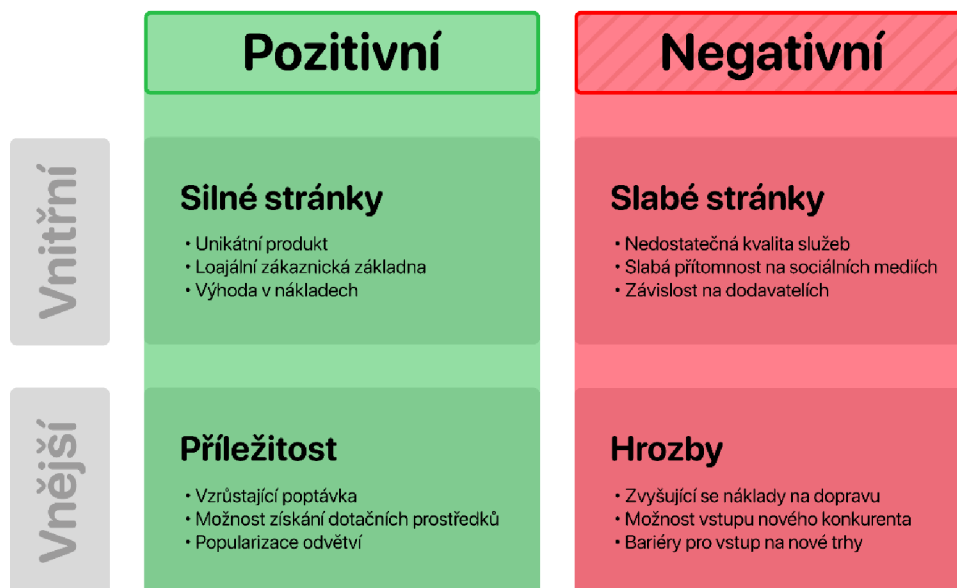 Pozitivní
Negativní
Vnitřní
Silné stránky
• Unikátní produkt
• Loajální zákaznická základna
• Výhoda v nákladech
Slabé stránky
• Nedostatečná kvalita služeb
• Slabá přítomnost na sociálních mediích
• Závislost na dodavatelích
Vnější
Příležitost
• Vzrůstající poptávka
• Možnost získání dotačních prostředků
• Popularizace odvětví
Hrozby
• Zvyšující se náklady na dopravu
• Možnost vstupu nového konkurenta
• Bariéry pro vstup na nové trhy